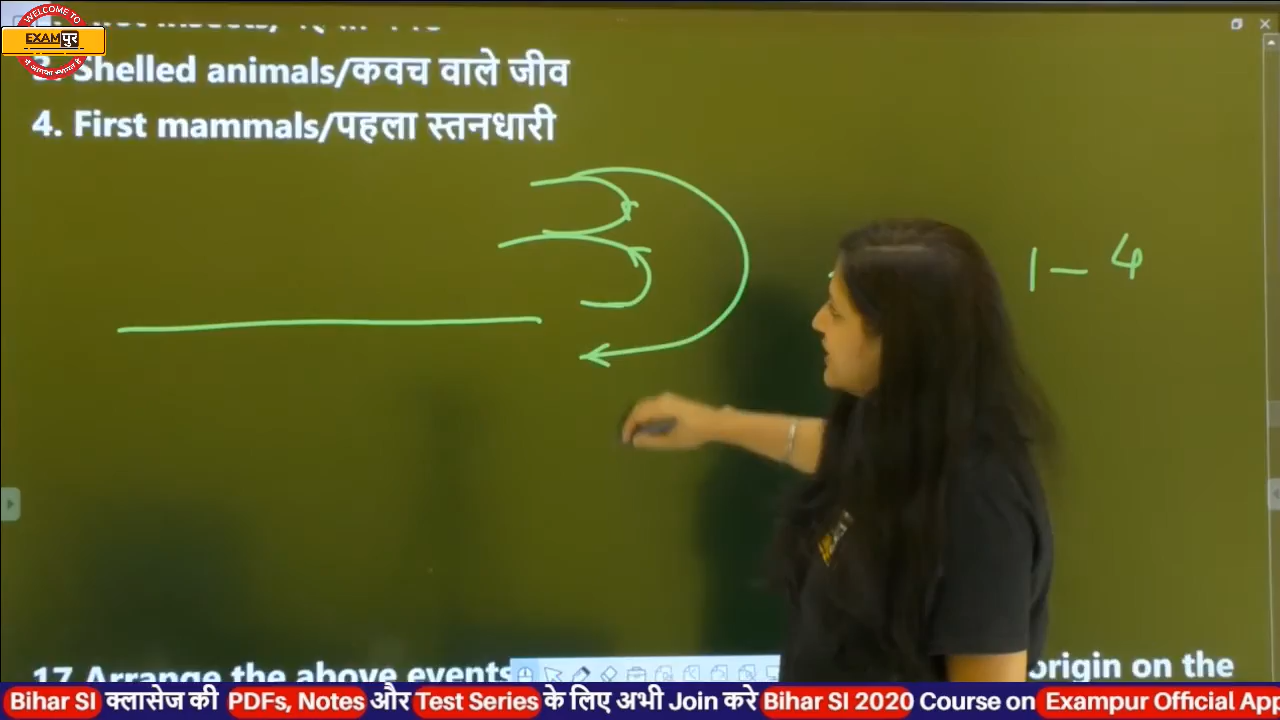 WELCOME TO
EXAMपुर
3. Shelled animals/कवच वाले जीव
4. First mammals/पहला स्तनधारी
1 - 4
17 Arrange the above events origin on the
Bihar SI क्लासेज की PDFs, Notes और Test Series के लिए अभी Join करे Bihar SI 2020 Course on Exampur Official App